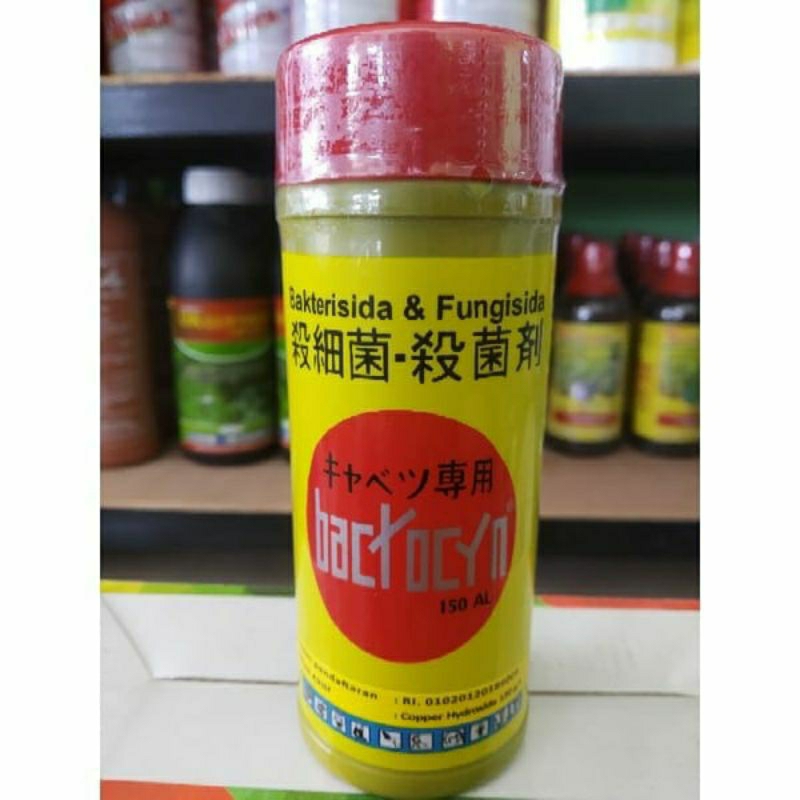 Bakterisida & Fungisida
殺細菌・殺菌剤
キャベツ専用
bactocyn
150 AL
pendaftaran : RI.
: Copper Hydroxide